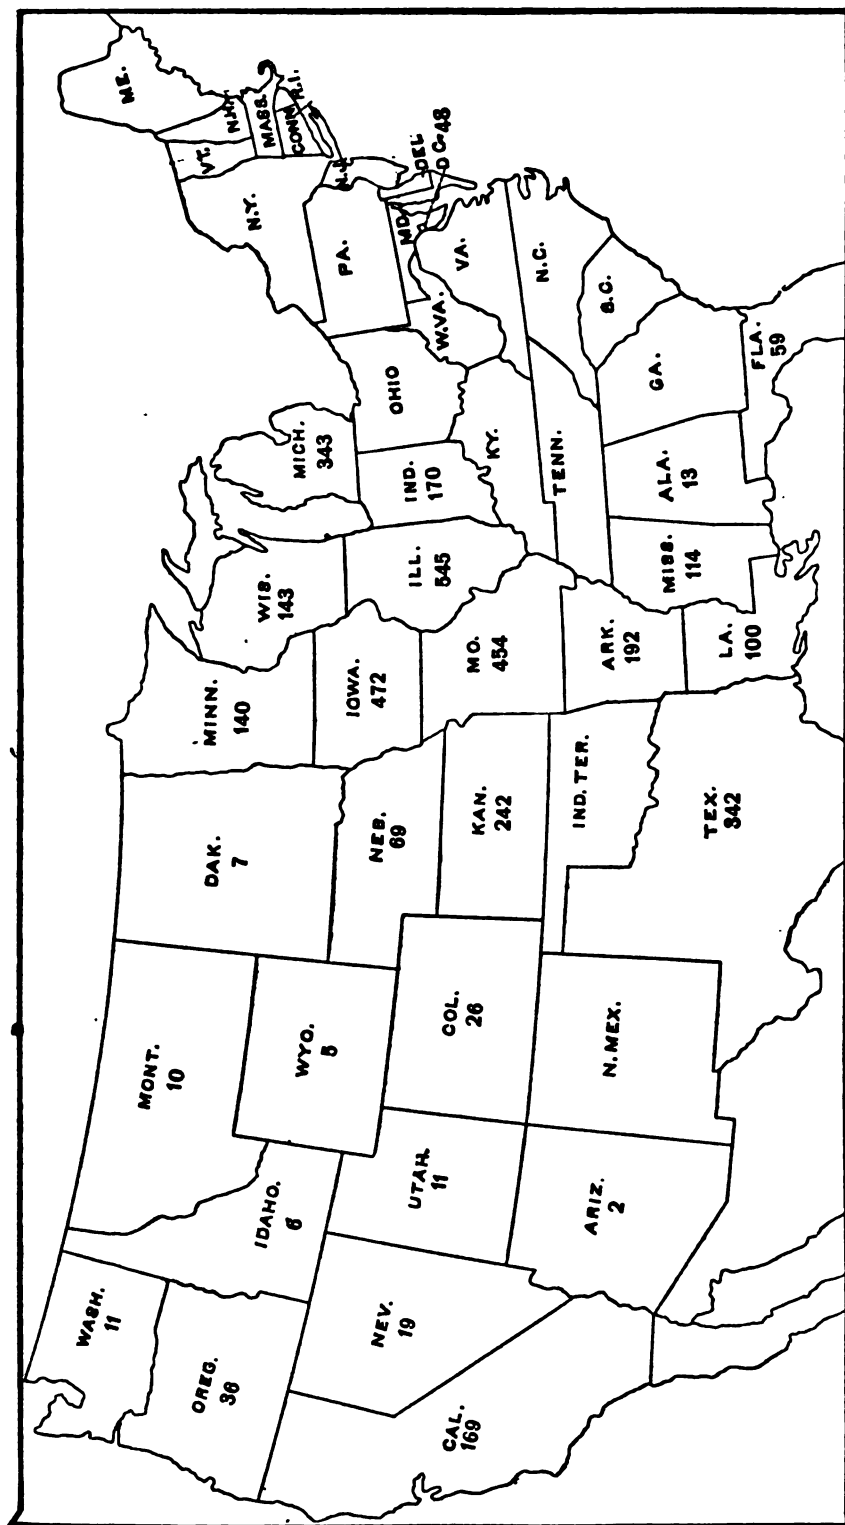 WASH.
11
OREG.
36
CAL.
169
NEV.
19
IDAHO.
6
MONT.
10
WYO.
5
UTAH.
11
ARIZ.
2
COL.
26
N.MEX.
DAK.
7
NEB.
69
KAN.
242
IND.TER.
TEX.
342
MINN.
140
IOWA.
472
MO.
454
ARK.
192
LA.
100
WIS.
143
ILL.
545
MICH.
343
IND.
170
OHIO
KY.
TENN.
MISS.
114
ALA.
13
GA.
FLA.
59
S.C.
N.C.
VA.
W.VA.
MD.
DEL
D C-48
PA.
N.J.
N.Y.
CONN.
R.I.
MASS.
VT.
N.H.
ME.